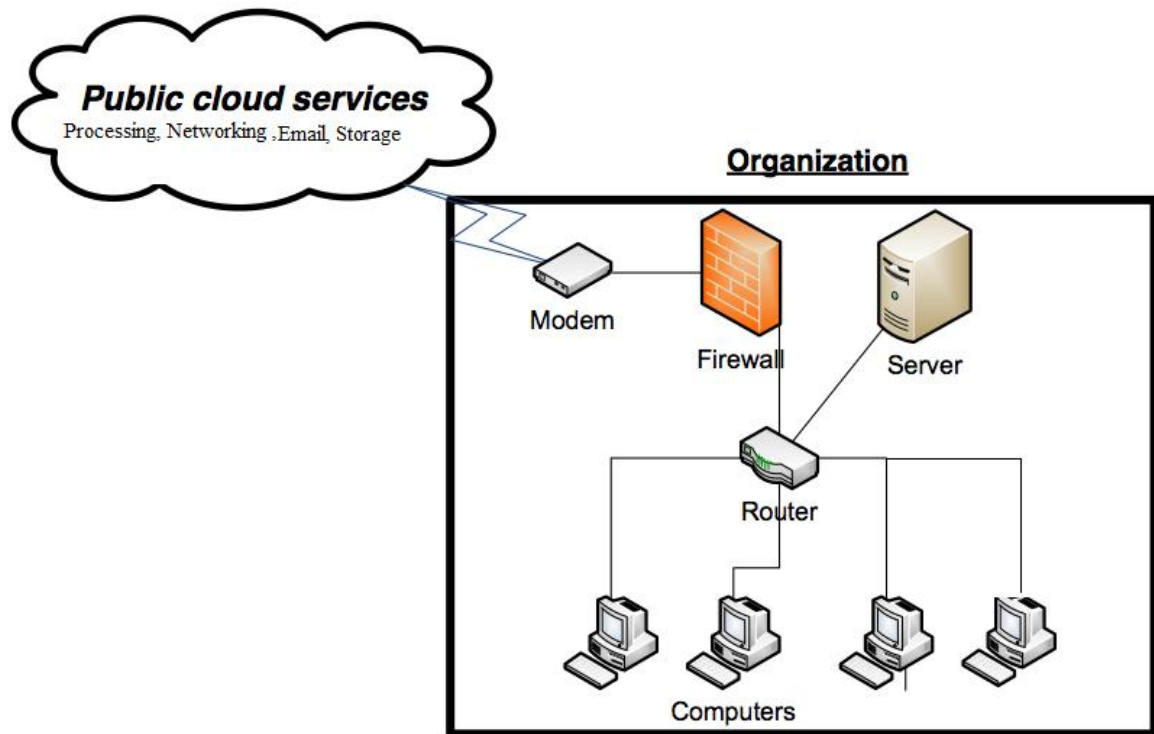 Public cloud services
Processing, Networking ,Email, Storage
Organization
Modem
Firewall
Server
Router
Computers